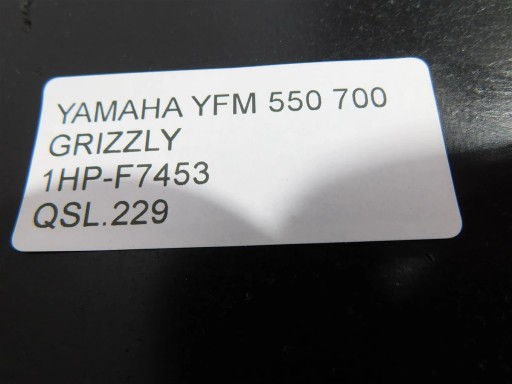 YAMAHA YFM 550 700
GRIZZLY
1HP-F7453
QSL.229